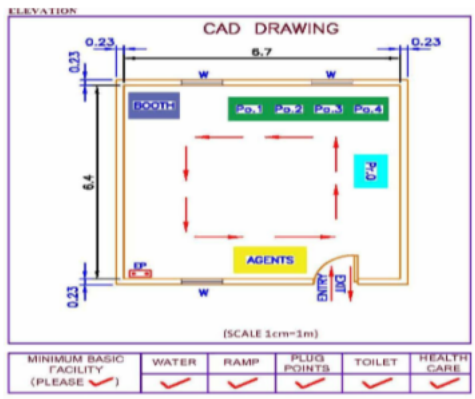 ELEVATION
CAD DRAWING
0.23
0.23
6.7
0.23
W
W
BOOTH
Po.1 Po.2 Po.3 Po.4
Pr.O
6.4
AGENTS
EP
ENTRY
EXIT
0.23
W
(SCALE 1cm=1m)
MINIMUM BASIC
FACILITY
(PLEASE ✓)
WATER
RAMP
PLUG
POINTS
TOILET
HEALTH
CARE